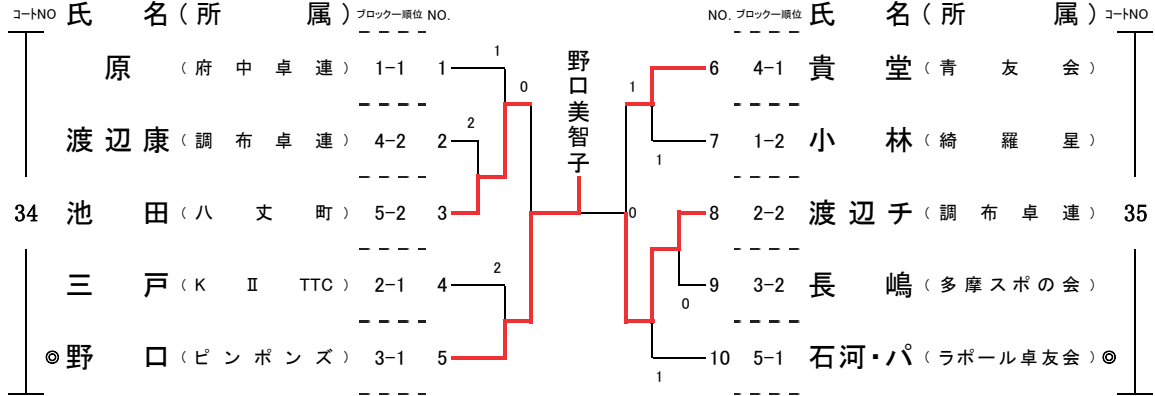 コートNO 氏 名(所 属) ブロックー順位 NO.
原 (府中卓連) 1-1 1
渡辺康 (調布卓連) 4-2 2
34 池田 (八丈町) 5-2 3
三戸 (K Ⅱ TTC) 2-1 4
◎野口 (ピンポンズ) 3-1 5
1
0
2
2
野口美智子
1
1
0
0
1
NO. ブロックー順位 氏 名(所 属) コートNO
6 4-1 貴堂 (青友会)
7 1-2 小林 (綺羅星)
8 2-2 渡辺チ (調布卓連) 35
9 3-2 長嶋 (多摩スポの会)
10 5-1 石河・パ (ラポール卓友会) ◎